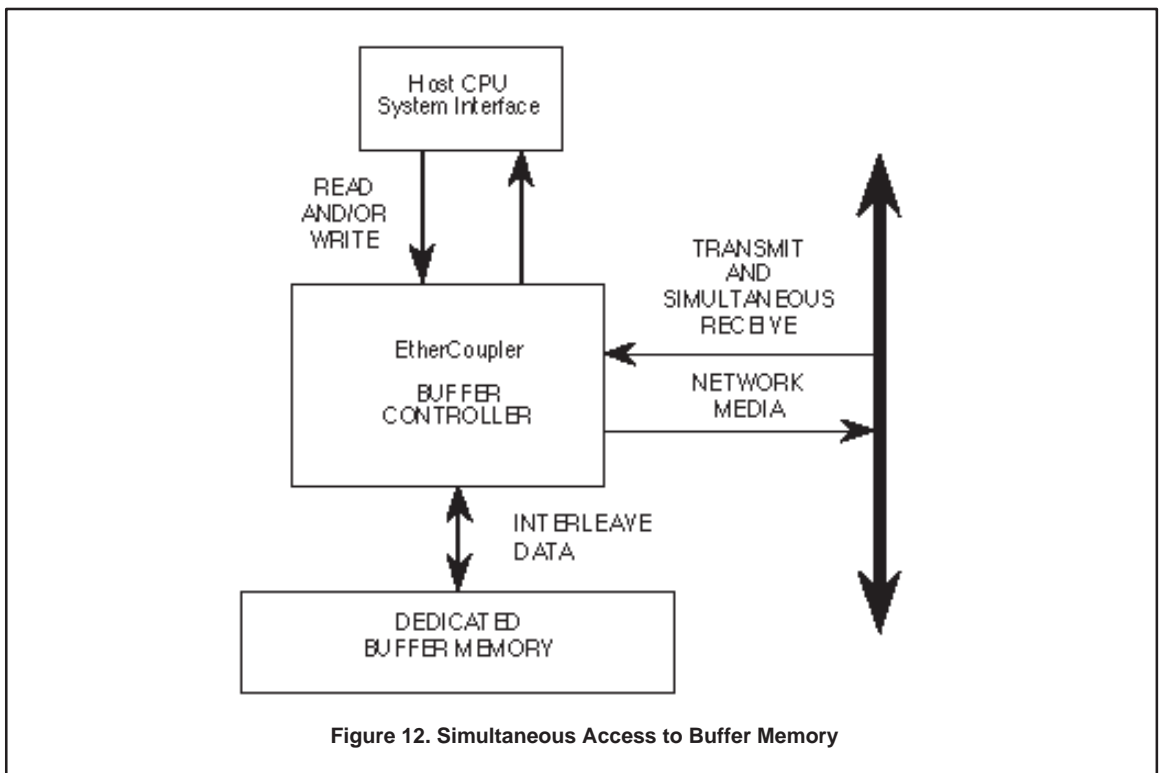 Host CPU
System Interface
READ
AND/OR
WRITE
TRANSMIT
AND
SIMULTANEOUS
RECEIVE
EtherCoupler
BUFFER
CONTROLLER
NETWORK
MEDIA
INTERLEAVE
DATA
DEDICATED
BUFFER MEMORY
Figure 12. Simultaneous Access to Buffer Memory